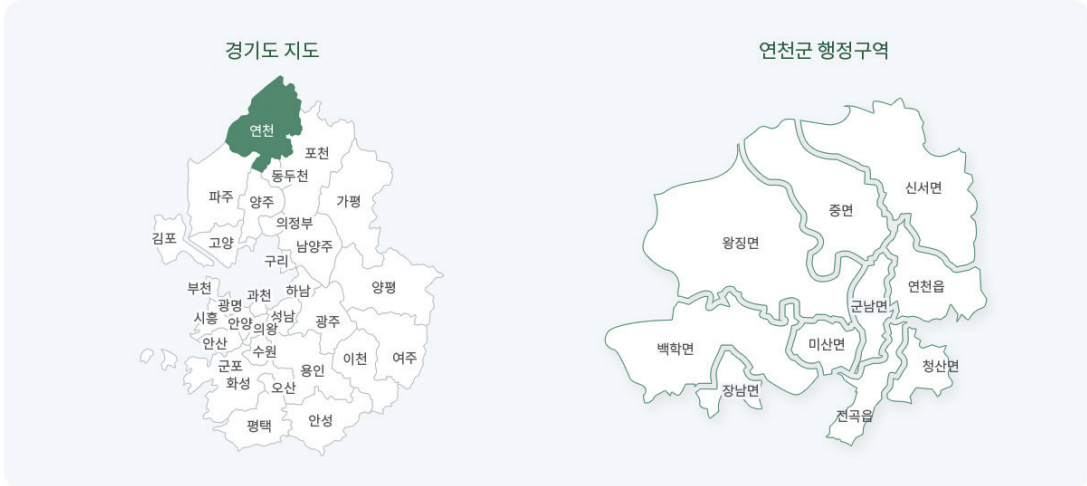 경기도 지도
연천
포천
동두천
파주
양주
가평
의정부
김포
고양
남양주
구리
양평
부천
과천
하남
광명
시흥
안양
성남
광주
의왕
안산
수원
이천
여주
군포
용인
화성
오산
평택
안성
연천군 행정구역
신서면
중면
왕징면
연천읍
군남면
백학면
미산면
청산면
장남면
전곡읍